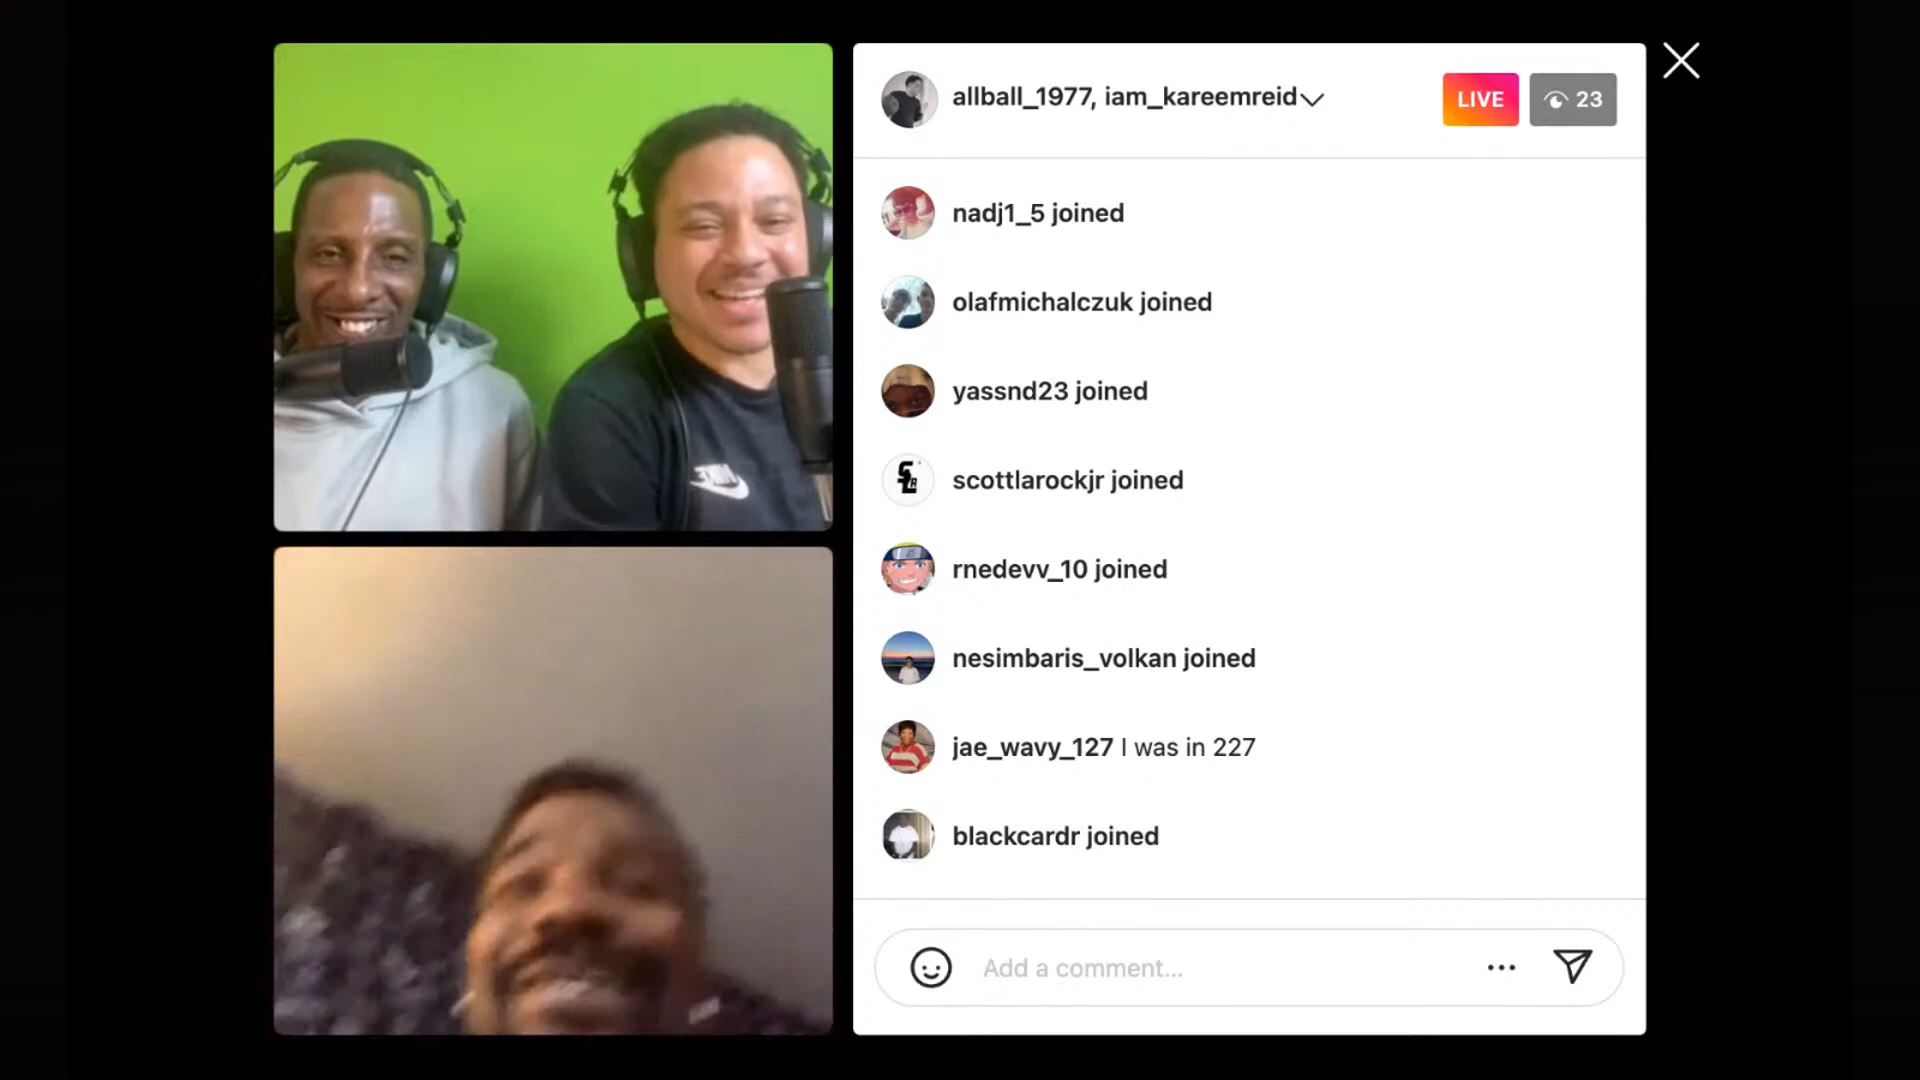 allball_1977, iam_kareemreid
LIVE
23
nadj1_5 joined
olafmichalczuk joined
yassnd23 joined
scottlarockjr joined
rnedevv_10 joined
nesimbaris_volkan joined
jae_wavy_127 I was in 227
blackcardr joined
Add a comment...